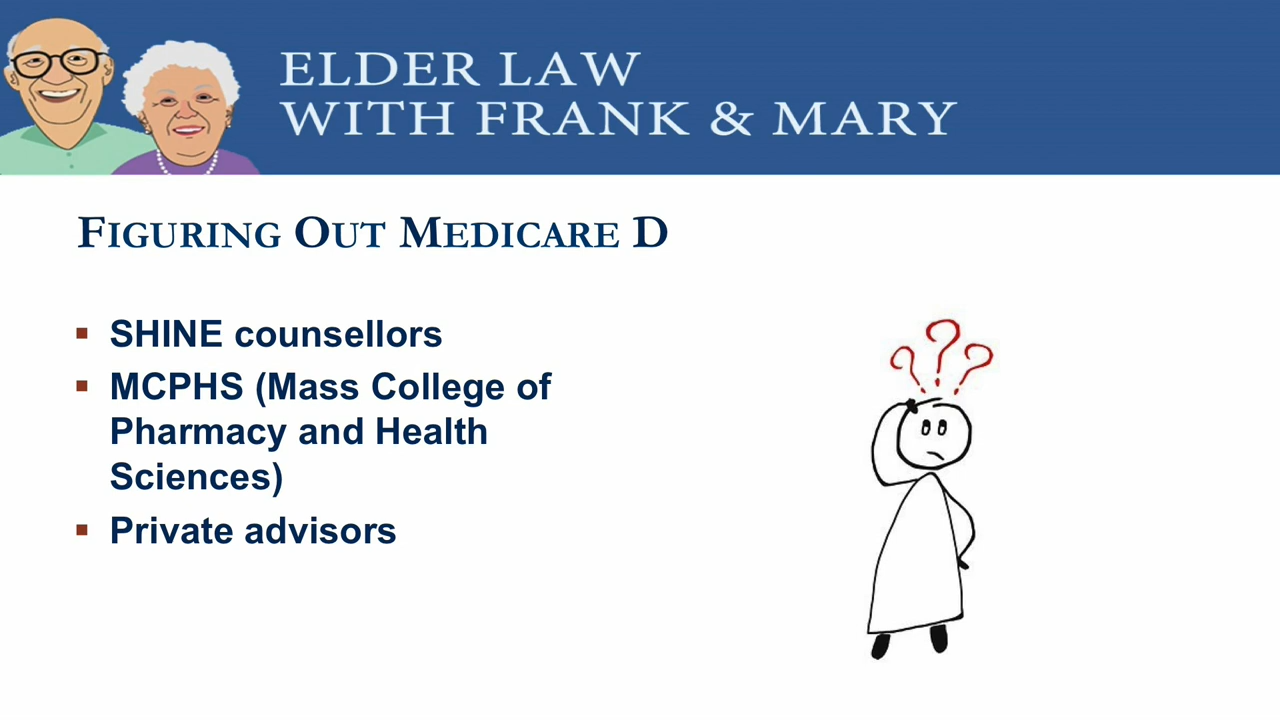 ELDER LAW
WITH FRANK & MARY
FIGURING OUT MEDICARE D
▪ SHINE counsellors
▪ MCPHS (Mass College of
Pharmacy and Health
Sciences)
▪ Private advisors
???